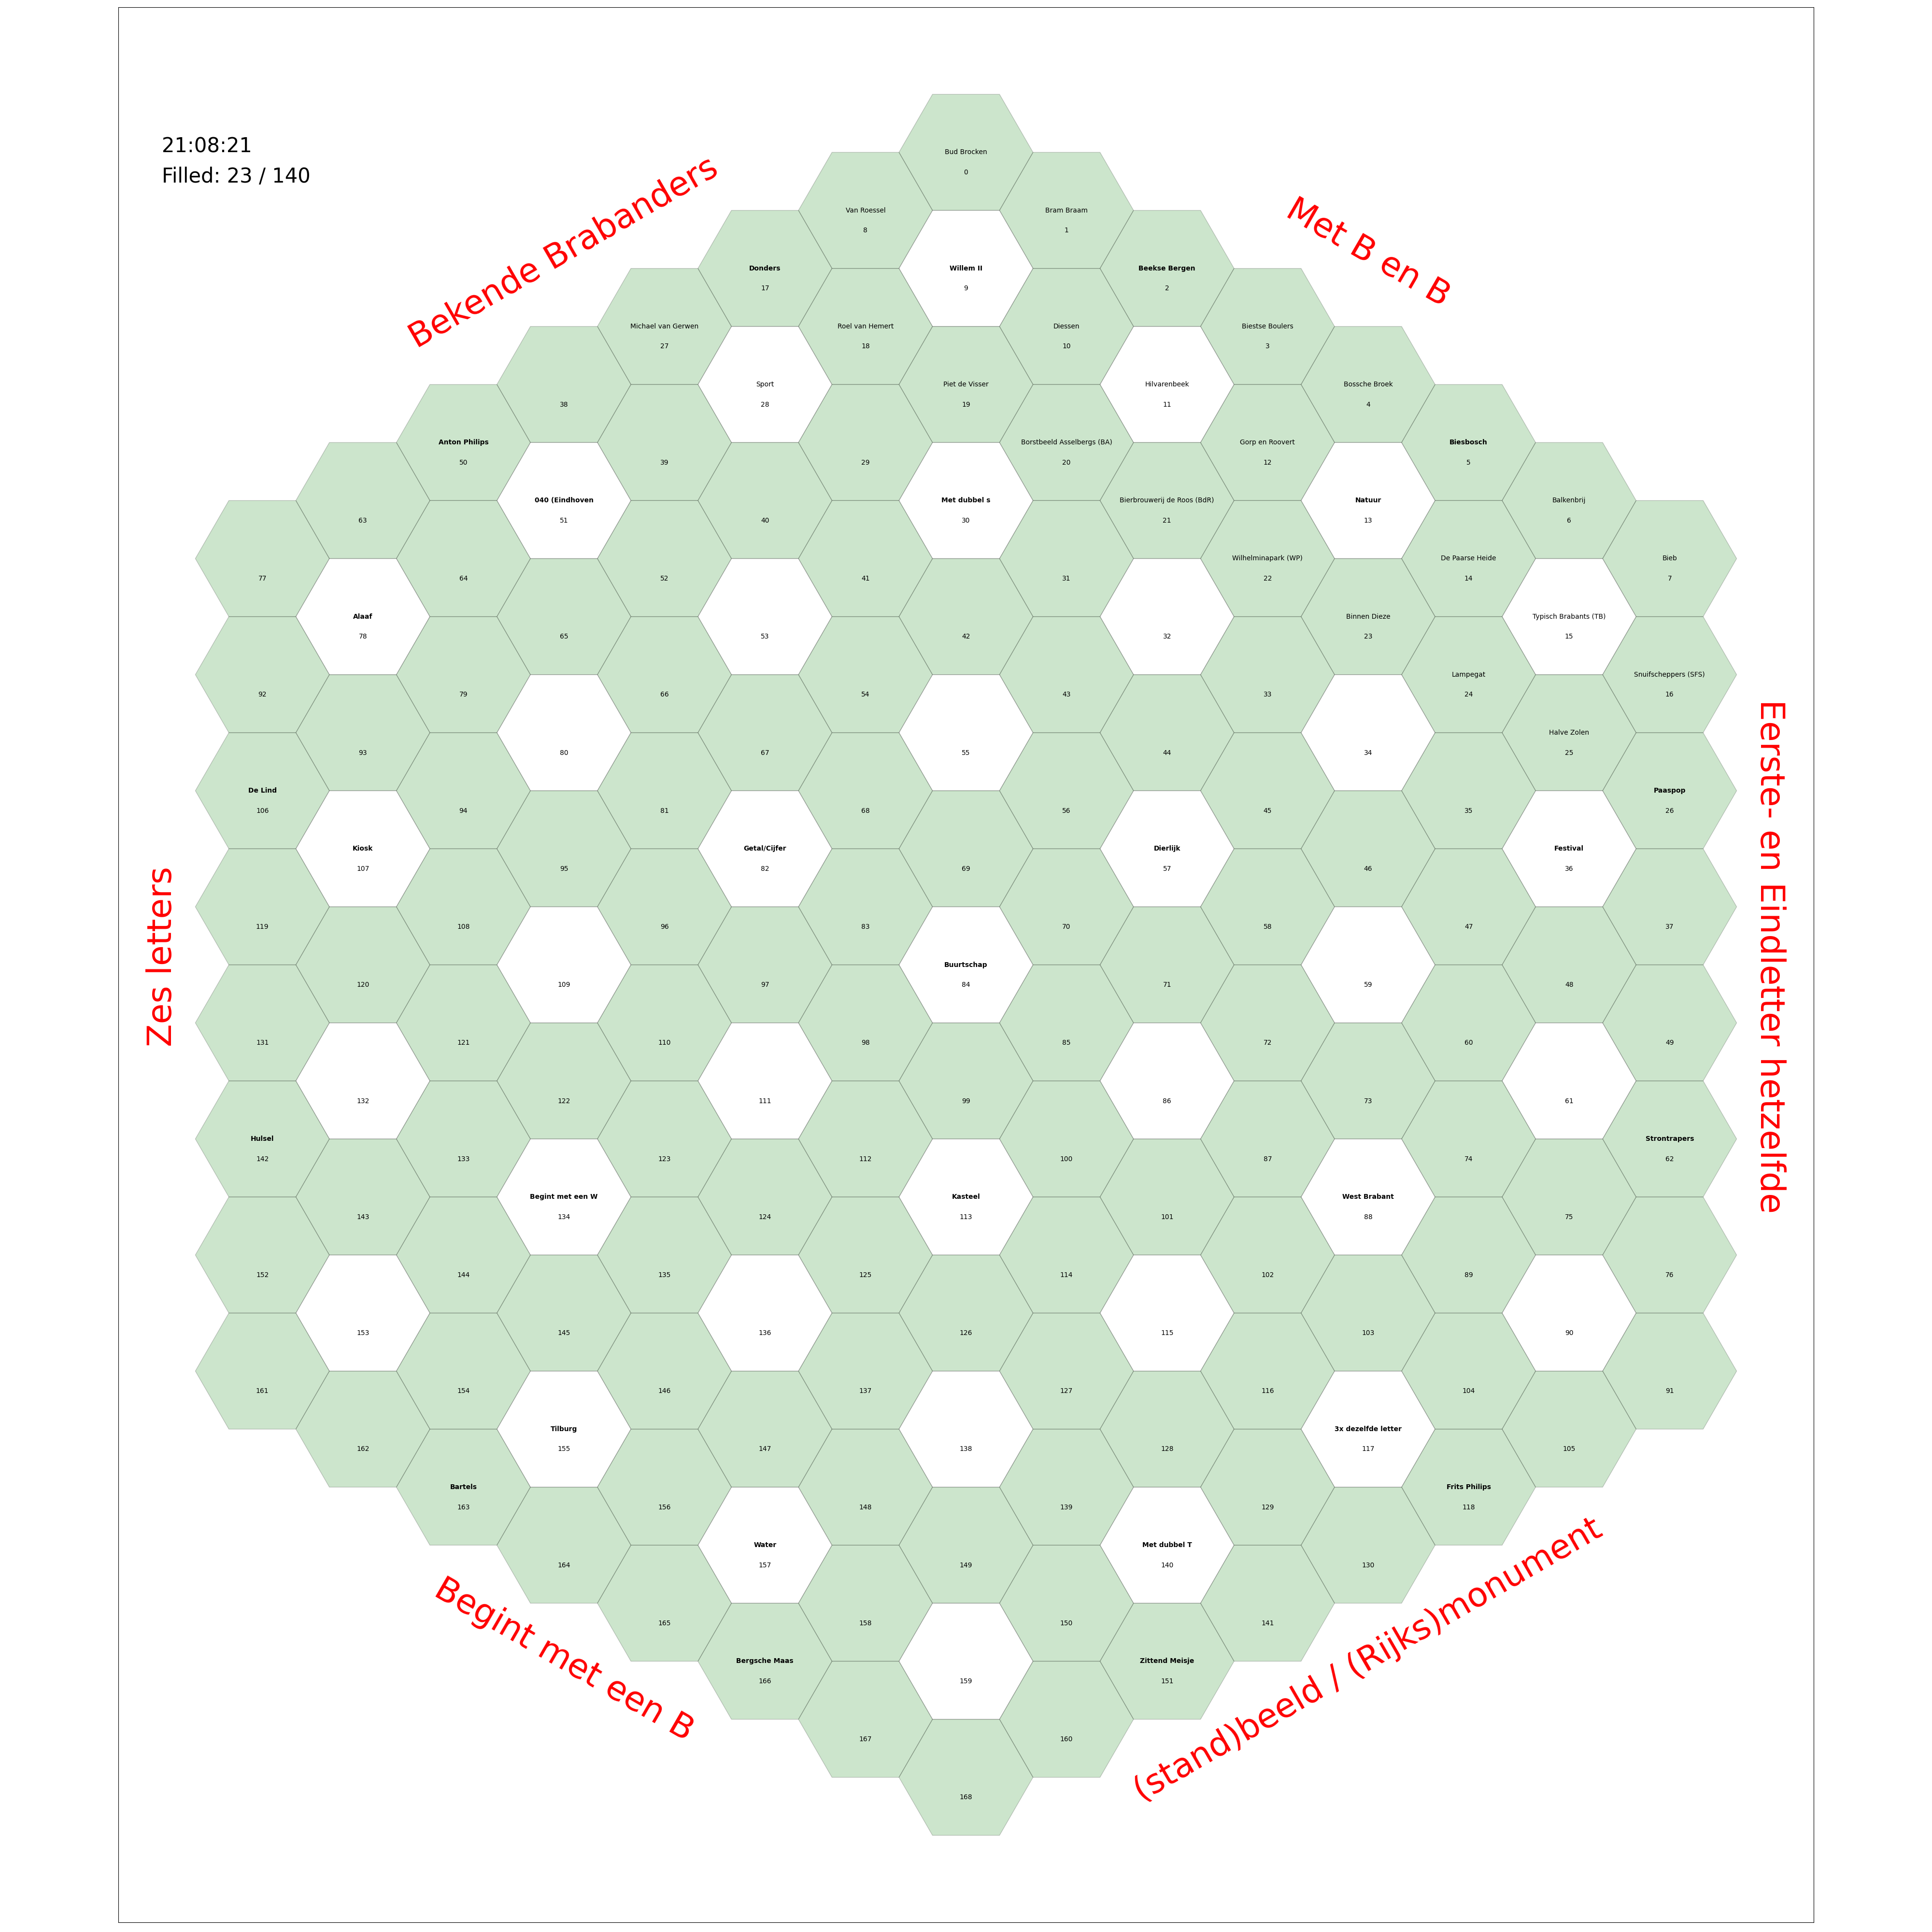 21:08:21
Filled: 23 / 140
Bekende Brabanders
Met B en B
Eerste- en Eindletter hetzelfde
(stand)beeld / (Rijks)monument
Begint met een B
Zes letters
Bud Brocken
0
Bram Braam
1
Beekse Bergen
2
Biestse Boulers
3
Bossche Broek
4
Biesbosch
5
Balkenbrij
6
Bieb
7
Van Roessel
8
Willem II
9
Diessen
10
Hilvarenbeek
11
Gorp en Roovert
12
Natuur
13
De Paarse Heide
14
Typisch Brabants (TB)
15
Snuifscheppers (SFS)
16
Donders
17
Roel van Hemert
18
Piet de Visser
19
Borstbeeld Asselbergs (BA)
20
Bierbrouwerij de Roos (BdR)
21
Wilhelminapark (WP)
22
Binnen Dieze
23
Lampegat
24
Halve Zolen
25
Paaspop
26
Michael van Gerwen
27
Sport
28
29
Met dubbel s
30
31
32
33
34
35
Festival
36
37
38
39
40
41
42
43
44
45
46
47
48
49
Anton Philips
50
040 (Eindhoven
51
52
53
54
55
56
Dierlijk
57
58
59
60
61
Strontrapers
62
63
64
65
66
67
68
69
70
71
72
73
74
75
76
77
Alaaf
78
79
80
81
Getal/Cijfer
82
83
Buurtschap
84
85
86
87
West Brabant
88
89
90
91
92
93
94
95
96
97
98
99
100
101
102
103
104
105
De Lind
106
Kiosk
107
108
109
110
111
112
Kasteel
113
114
115
116
3x dezelfde letter
117
Frits Philips
118
119
120
121
122
123
124
125
126
127
128
129
130
131
132
133
Begint met een W
134
135
136
137
138
139
Met dubbel T
140
141
Hulsel
142
143
144
145
146
147
148
149
150
Zittend Meisje
151
152
153
154
Tilburg
155
156
Water
157
158
159
160
161
162
Bartels
163
164
165
Bergsche Maas
166
167
168